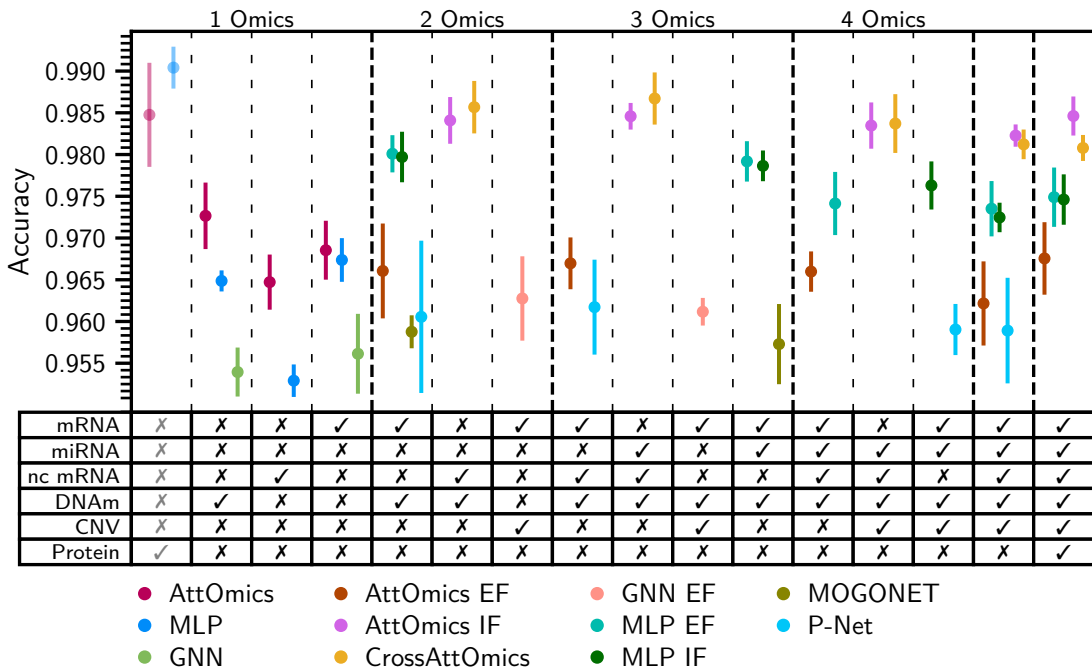 1 Omics 2 Omics 3 Omics 4 Omics
Accuracy
0.990
0.985
0.980
0.975
0.970
0.965
0.960
0.955
mRNA ✗ ✗ ✗ ✓ ✓ ✗ ✓ ✓ ✗ ✓ ✓ ✓ ✗ ✓ ✓ ✓
miRNA ✗ ✗ ✗ ✗ ✗ ✗ ✗ ✗ ✓ ✗ ✓ ✓ ✓ ✓ ✓ ✓
nc mRNA ✗ ✗ ✓ ✗ ✗ ✓ ✗ ✓ ✓ ✗ ✗ ✓ ✓ ✗ ✓ ✓
DNAm ✗ ✓ ✗ ✗ ✓ ✓ ✗ ✓ ✓ ✓ ✓ ✓ ✓ ✓ ✓ ✓
CNV ✗ ✗ ✗ ✗ ✗ ✗ ✓ ✗ ✗ ✓ ✗ ✗ ✓ ✓ ✓ ✓
Protein ✓ ✗ ✗ ✗ ✗ ✗ ✗ ✗ ✗ ✗ ✗ ✗ ✗ ✗ ✗ ✓
AttOmics AttOmics EF GNN EF MOGONET
MLP AttOmics IF MLP EF P-Net
GNN CrossAttOmics MLP IF